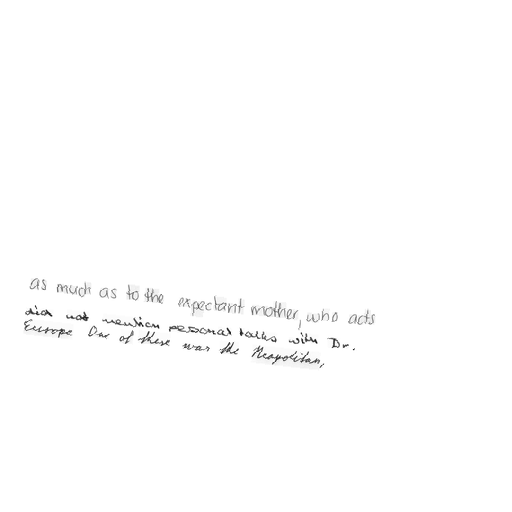 as much as to the expectant mother, who acts
did not mention personal talks with Dr.
Europe One of these was the Neapolitan,